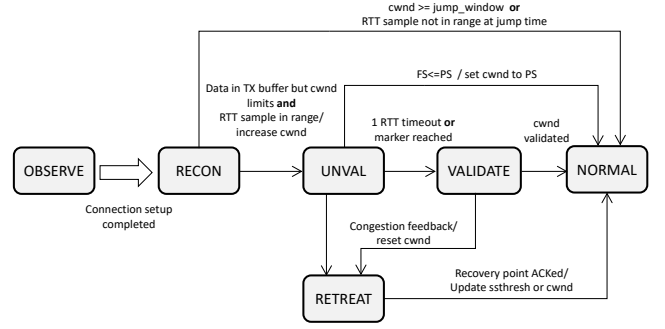 cwnd >= jump_window or
RTT sample not in range at jump time
FS<=PS / set cwnd to PS
Data in TX buffer but cwnd
limits and
RTT sample in range/
increase cwnd
1 RTT timeout or
marker reached
cwnd
validated
OBSERVE
RECON
UNVAL
VALIDATE
NORMAL
Connection setup
completed
Congestion feedback/
reset cwnd
Recovery point ACKed/
Update ssthresh or cwnd
RETREAT